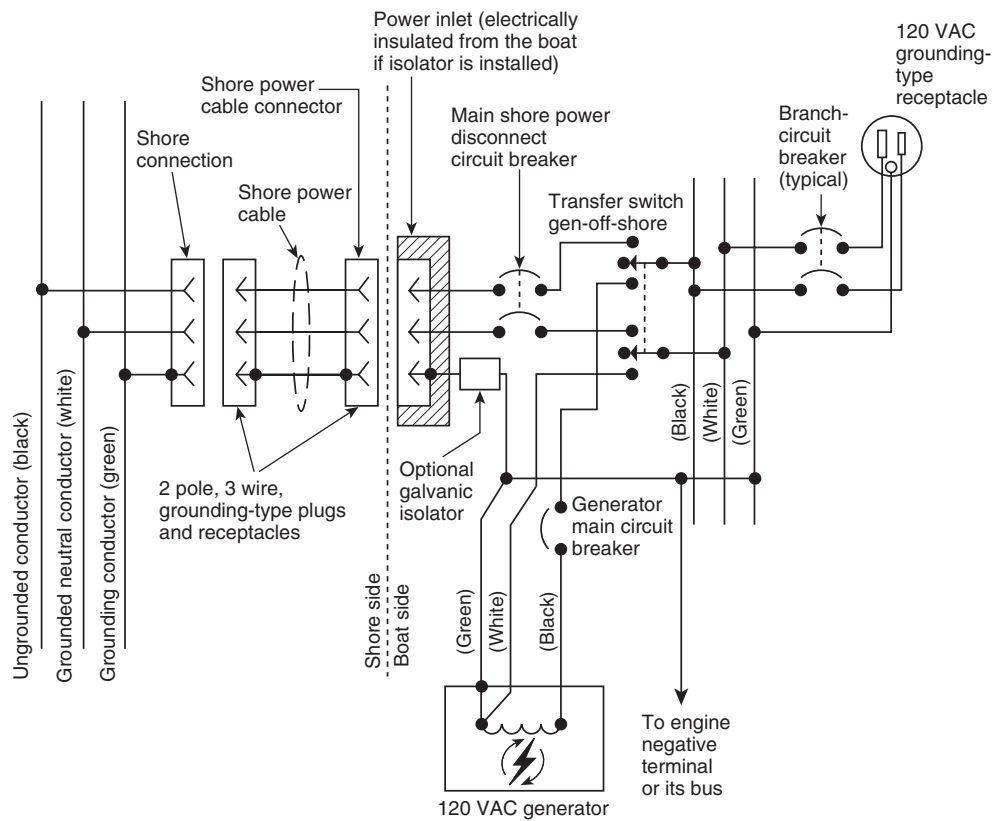 Power inlet (electrically
insulated from the boat
if isolator is installed)
120 VAC
grounding-
type
receptacle
Shore power
cable connector
Main shore power
disconnect
circuit breaker
Branch-
circuit
breaker
(typical)
Shore
connection
Shore power
cable
Transfer switch
gen-off-shore
Ungrounded conductor (black)
Grounded neutral conductor (white)
Grounding conductor (green)
2 pole, 3 wire,
grounding-type plugs
and receptacles
Optional
galvanic
isolator
(Black)
(White)
(Green)
Generator
main circuit
breaker
Shore side
Boat side
(Green)
(White)
(Black)
To engine
negative
terminal
or its bus
120 VAC generator